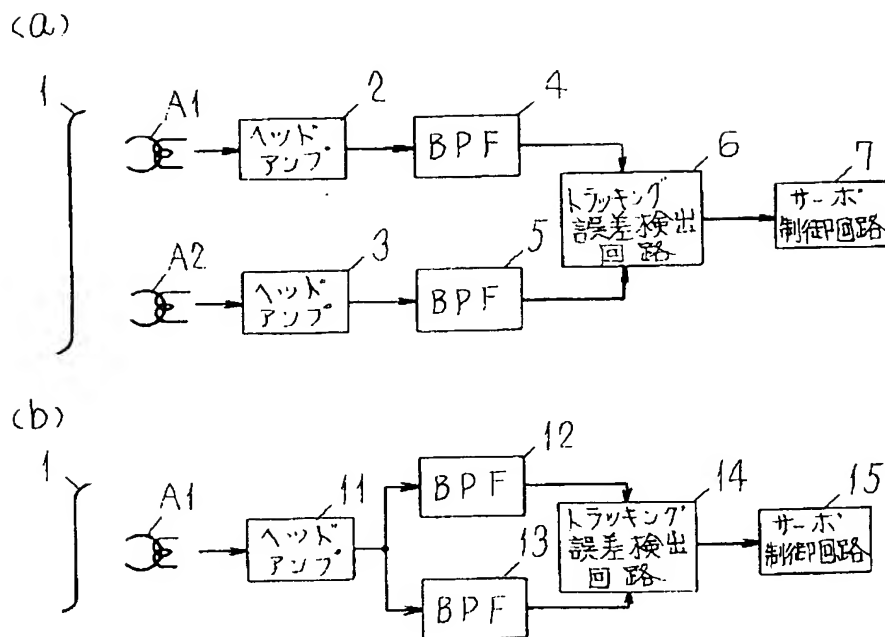 (a)
1
A1
2
ヘッド
アンプ
4
BPF
6
トラッキング
誤差検出
回路
7
サーボ
制御回路
A2
3
ヘッド
アンプ
5
BPF
(b)
1
A1
11
ヘッド
アンプ
12
BPF
13
BPF
14
トラッキング
誤差検出
回路
15
サーボ
制御回路